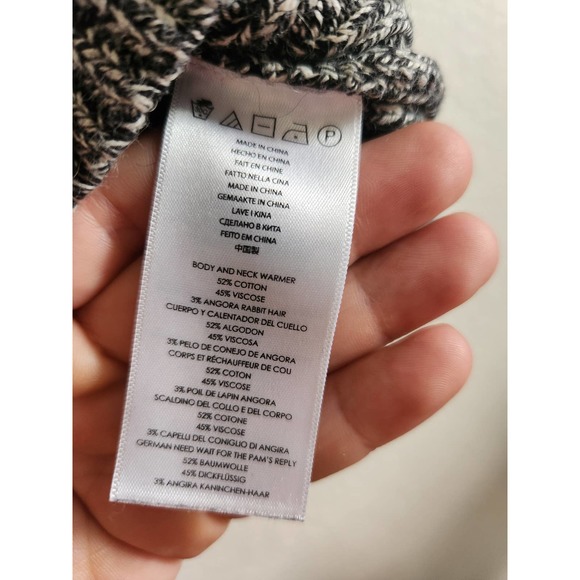 P
MADE IN CHINA
HECHO EN CHINA
FAIT EN CHINE
FATTO NELLA CINA
MADE IN CHINA
GEMAAKTE IN CHINA
LAVE I KINA
СДЕЛАНО В КИТА
FEITO EM CHINA
中国製
BODY AND NECK WARMER
52% COTTON
45% VISCOSE
3% ANGORA RABBIT HAIR
CUERPO Y CALENTADOR DEL CUELLO
52% ALGODON
45% VISCOSA
3% PELO DE CONEJO DE ANGORA
CORPS ET RÉCHAUFFEUR DE COU
52% COTON
45% VISCOSE
3% POIL DE LAPIN ANGORA
SCALDINO DEL COLLO E DEL CORPO
52% COTONE
45% VISCOSE
3% CAPELLI DEL CONIGLIO DI ANGIRA
GERMAN NEED WAIT FOR THE PAM'S REPLY
52% BAUMWOLLE
45% DICKFLÜSSIG
3% ANGIRA KANINCHEN-HAAR